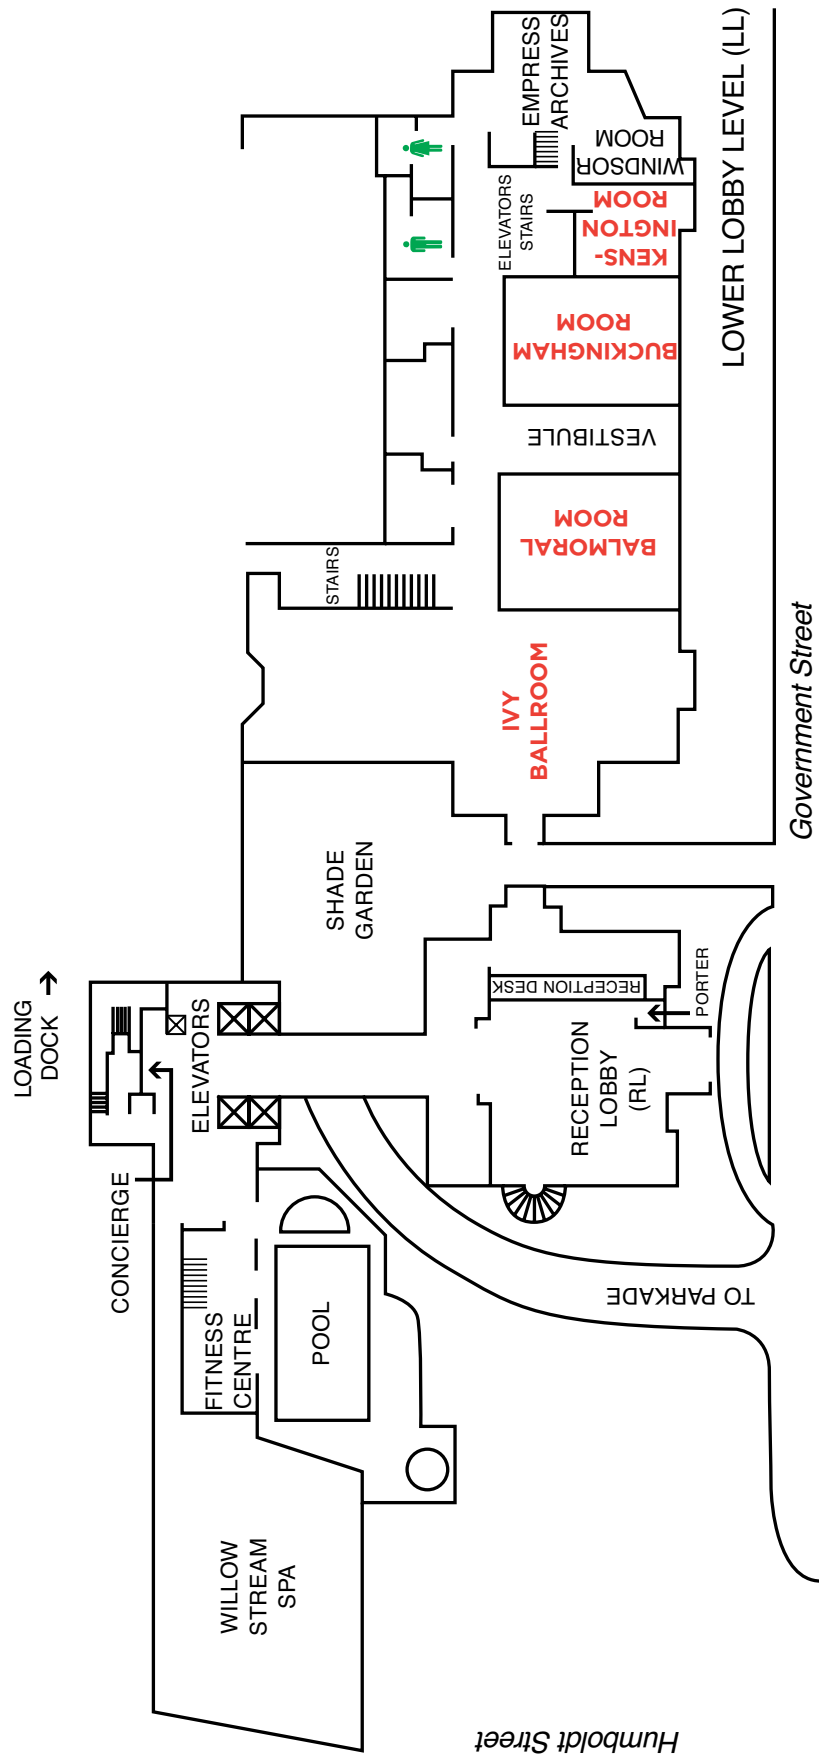 LOADING
DOCK
CONCIERGE
ELEVATORS
FITNESS
CENTRE
POOL
WILLOW
STREAM
SPA
Humboldt Street
SHADE
GARDEN
RECEPTION DESK
RECEPTION
LOBBY
(RL)
PORTER
TO PARKADE
STAIRS
IVY
BALLROOM
BALMORAL
ROOM
VESTIBULE
BUCKINGHAM
ROOM
ELEVATORS
STAIRS
KENS-
INGTON
ROOM
WINDSOR
ROOM
EMPRESS
ARCHIVES
LOWER LOBBY LEVEL (LL)
Government Street